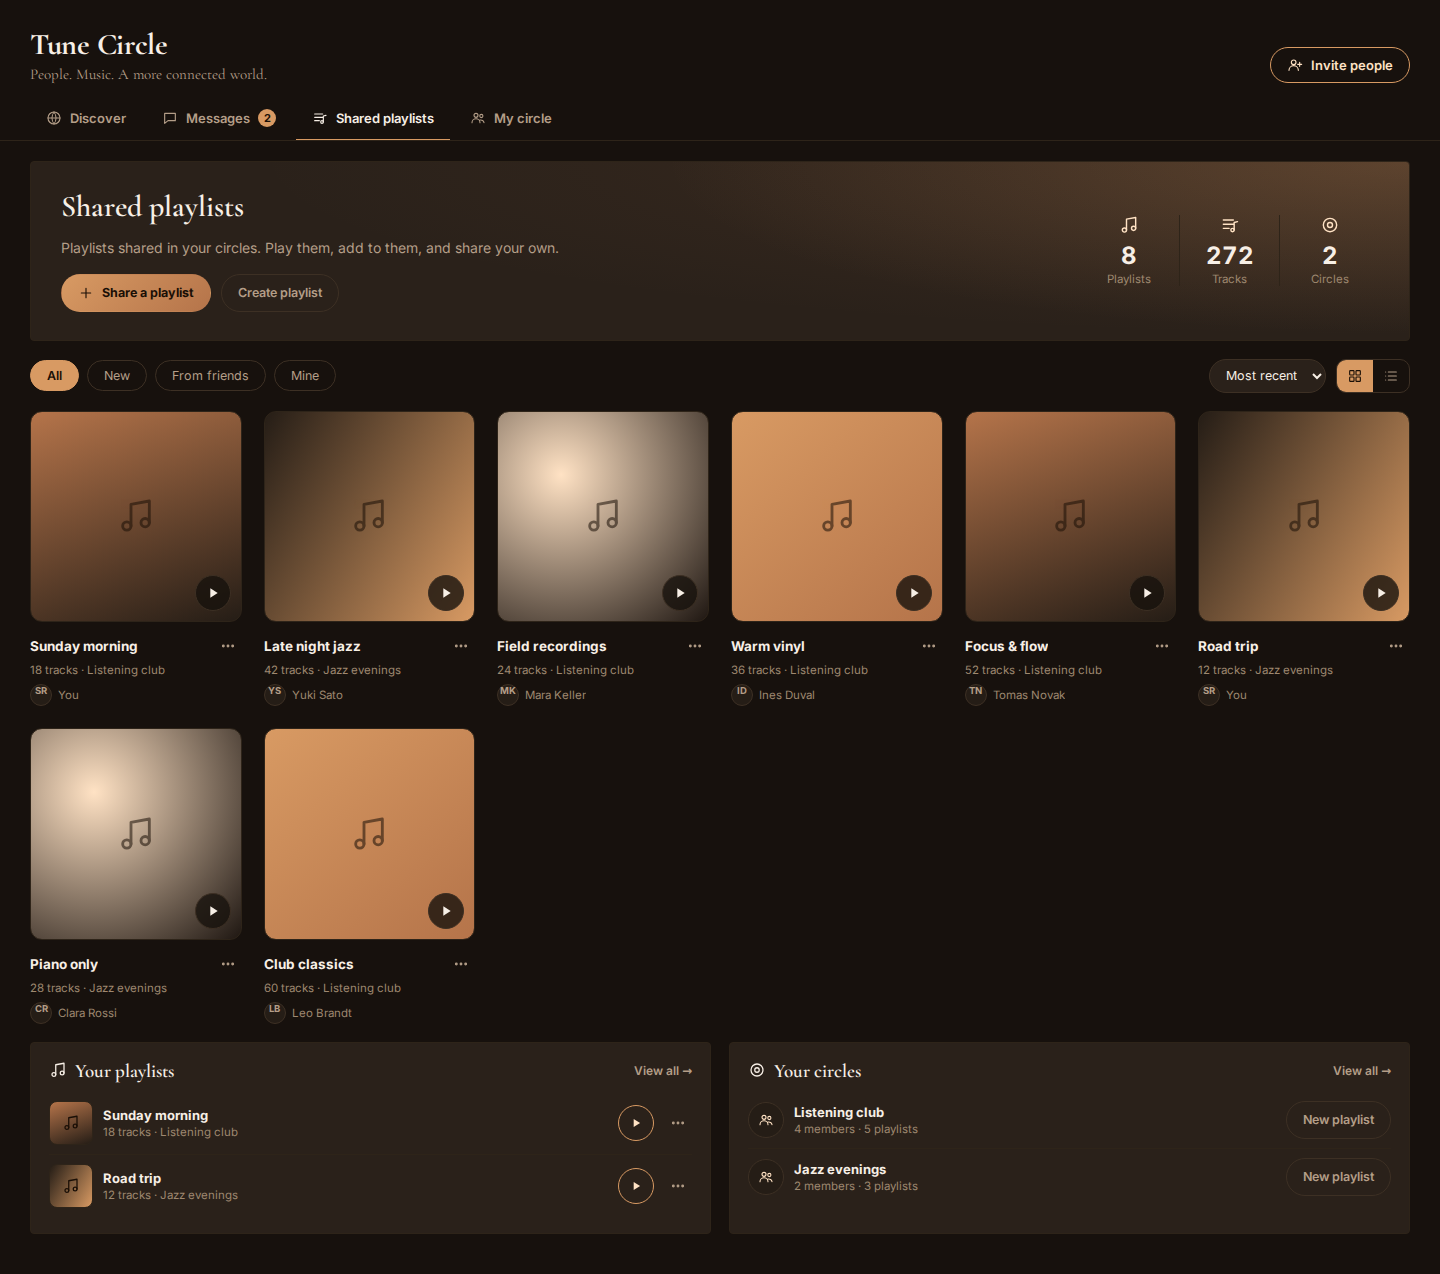 Tune Circle
People. Music. A more connected world.
Invite people
Discover
Messages 2
Shared playlists
My circle
Shared playlists
Playlists shared in your circles. Play them, add to them, and share your own.
Share a playlist
Create playlist
8
Playlists
272
Tracks
2
Circles
All
New
From friends
Mine
Most recent
Sunday morning
18 tracks · Listening club
SR You
Late night jazz
42 tracks · Jazz evenings
YS Yuki Sato
Field recordings
24 tracks · Listening club
MK Mara Keller
Warm vinyl
36 tracks · Listening club
ID Ines Duval
Focus & flow
52 tracks · Listening club
TN Tomas Novak
Road trip
12 tracks · Jazz evenings
SR You
Piano only
28 tracks · Jazz evenings
CR Clara Rossi
Club classics
60 tracks · Listening club
LB Leo Brandt
Your playlists
View all →
Sunday morning
18 tracks · Listening club
Road trip
12 tracks · Jazz evenings
Your circles
View all →
Listening club
4 members · 5 playlists
New playlist
Jazz evenings
2 members · 3 playlists
New playlist